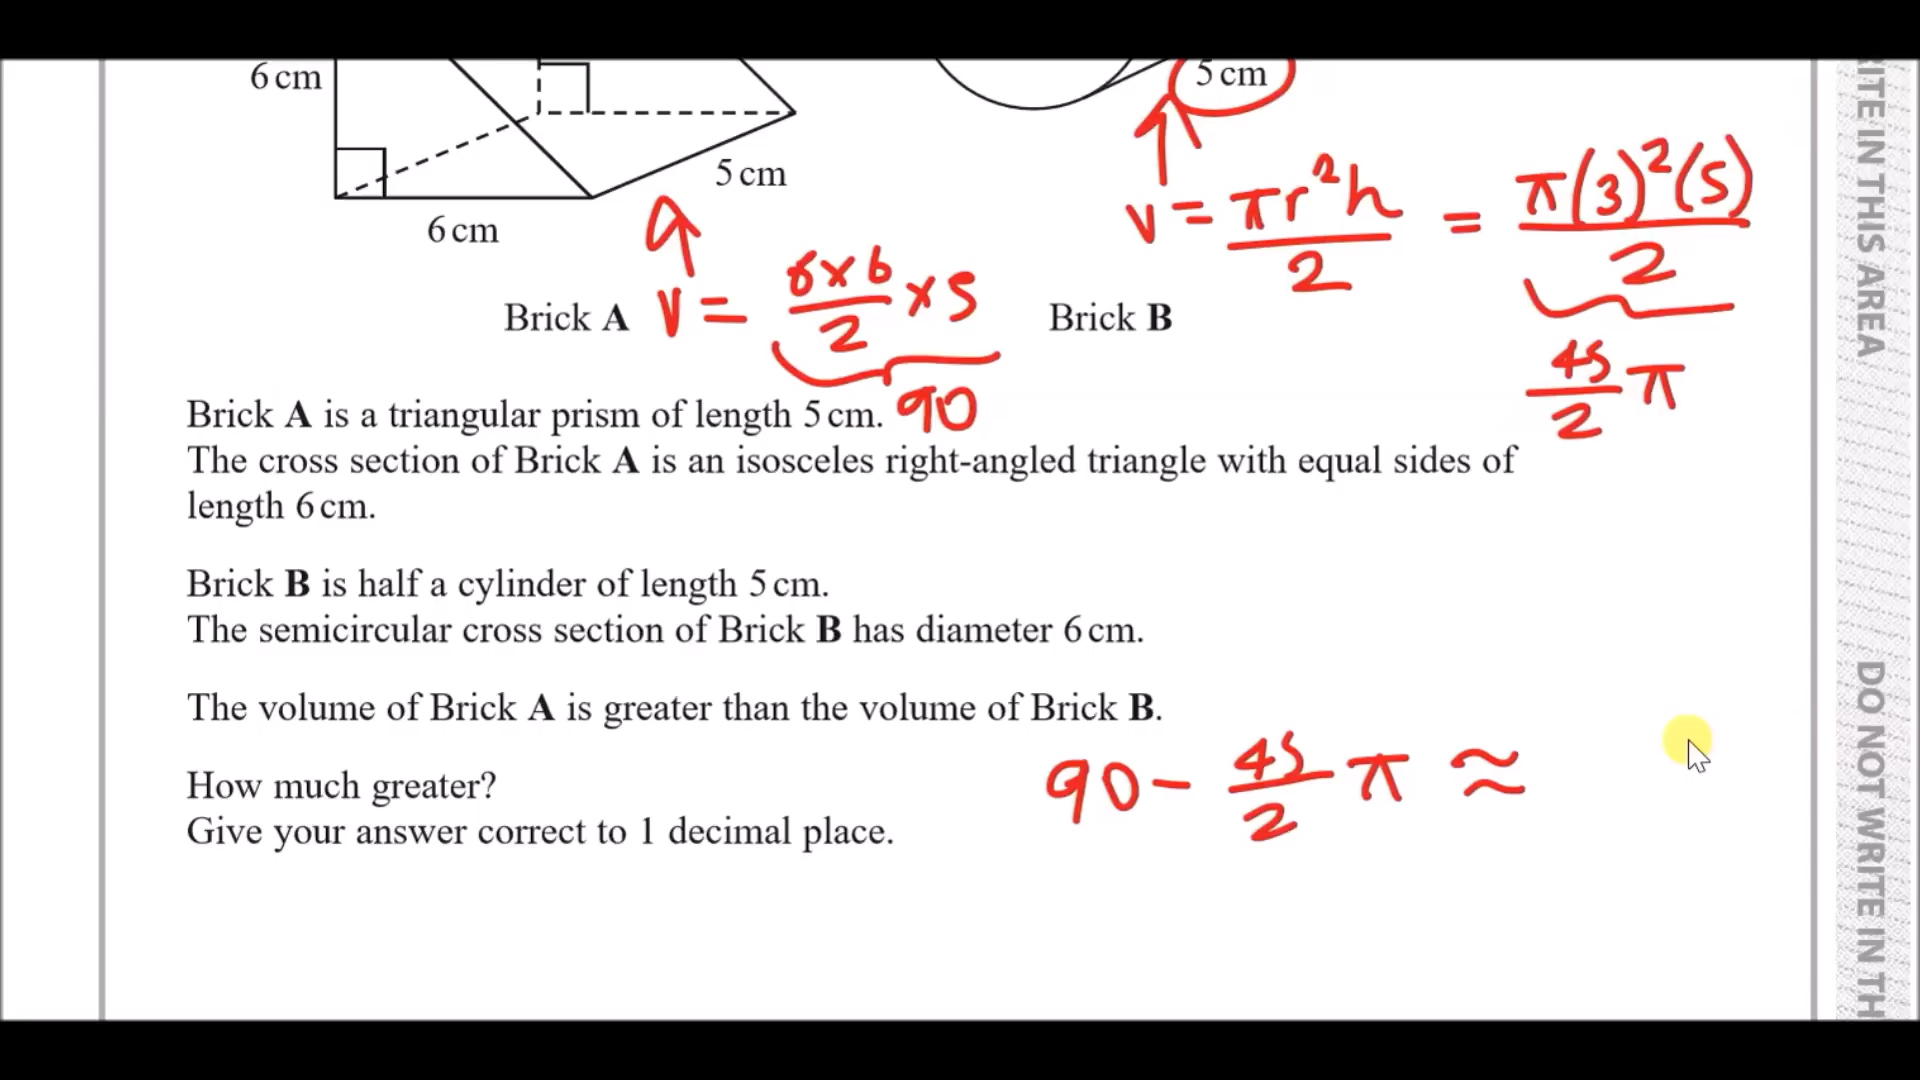 6 cm
5 cm
5 cm
6 cm
V = πr²h / 2 = π(3)²(5) / 2
45/2 π
Brick A
V = 6×6/2 ×5
90
Brick B
Brick A is a triangular prism of length 5 cm.
The cross section of Brick A is an isosceles right-angled triangle with equal sides of
length 6 cm.
Brick B is half a cylinder of length 5 cm.
The semicircular cross section of Brick B has diameter 6 cm.
The volume of Brick A is greater than the volume of Brick B.
How much greater?
Give your answer correct to 1 decimal place.
90 − 45/2 π ≈
RITE IN THIS AREA
DO NOT WRITE IN TH